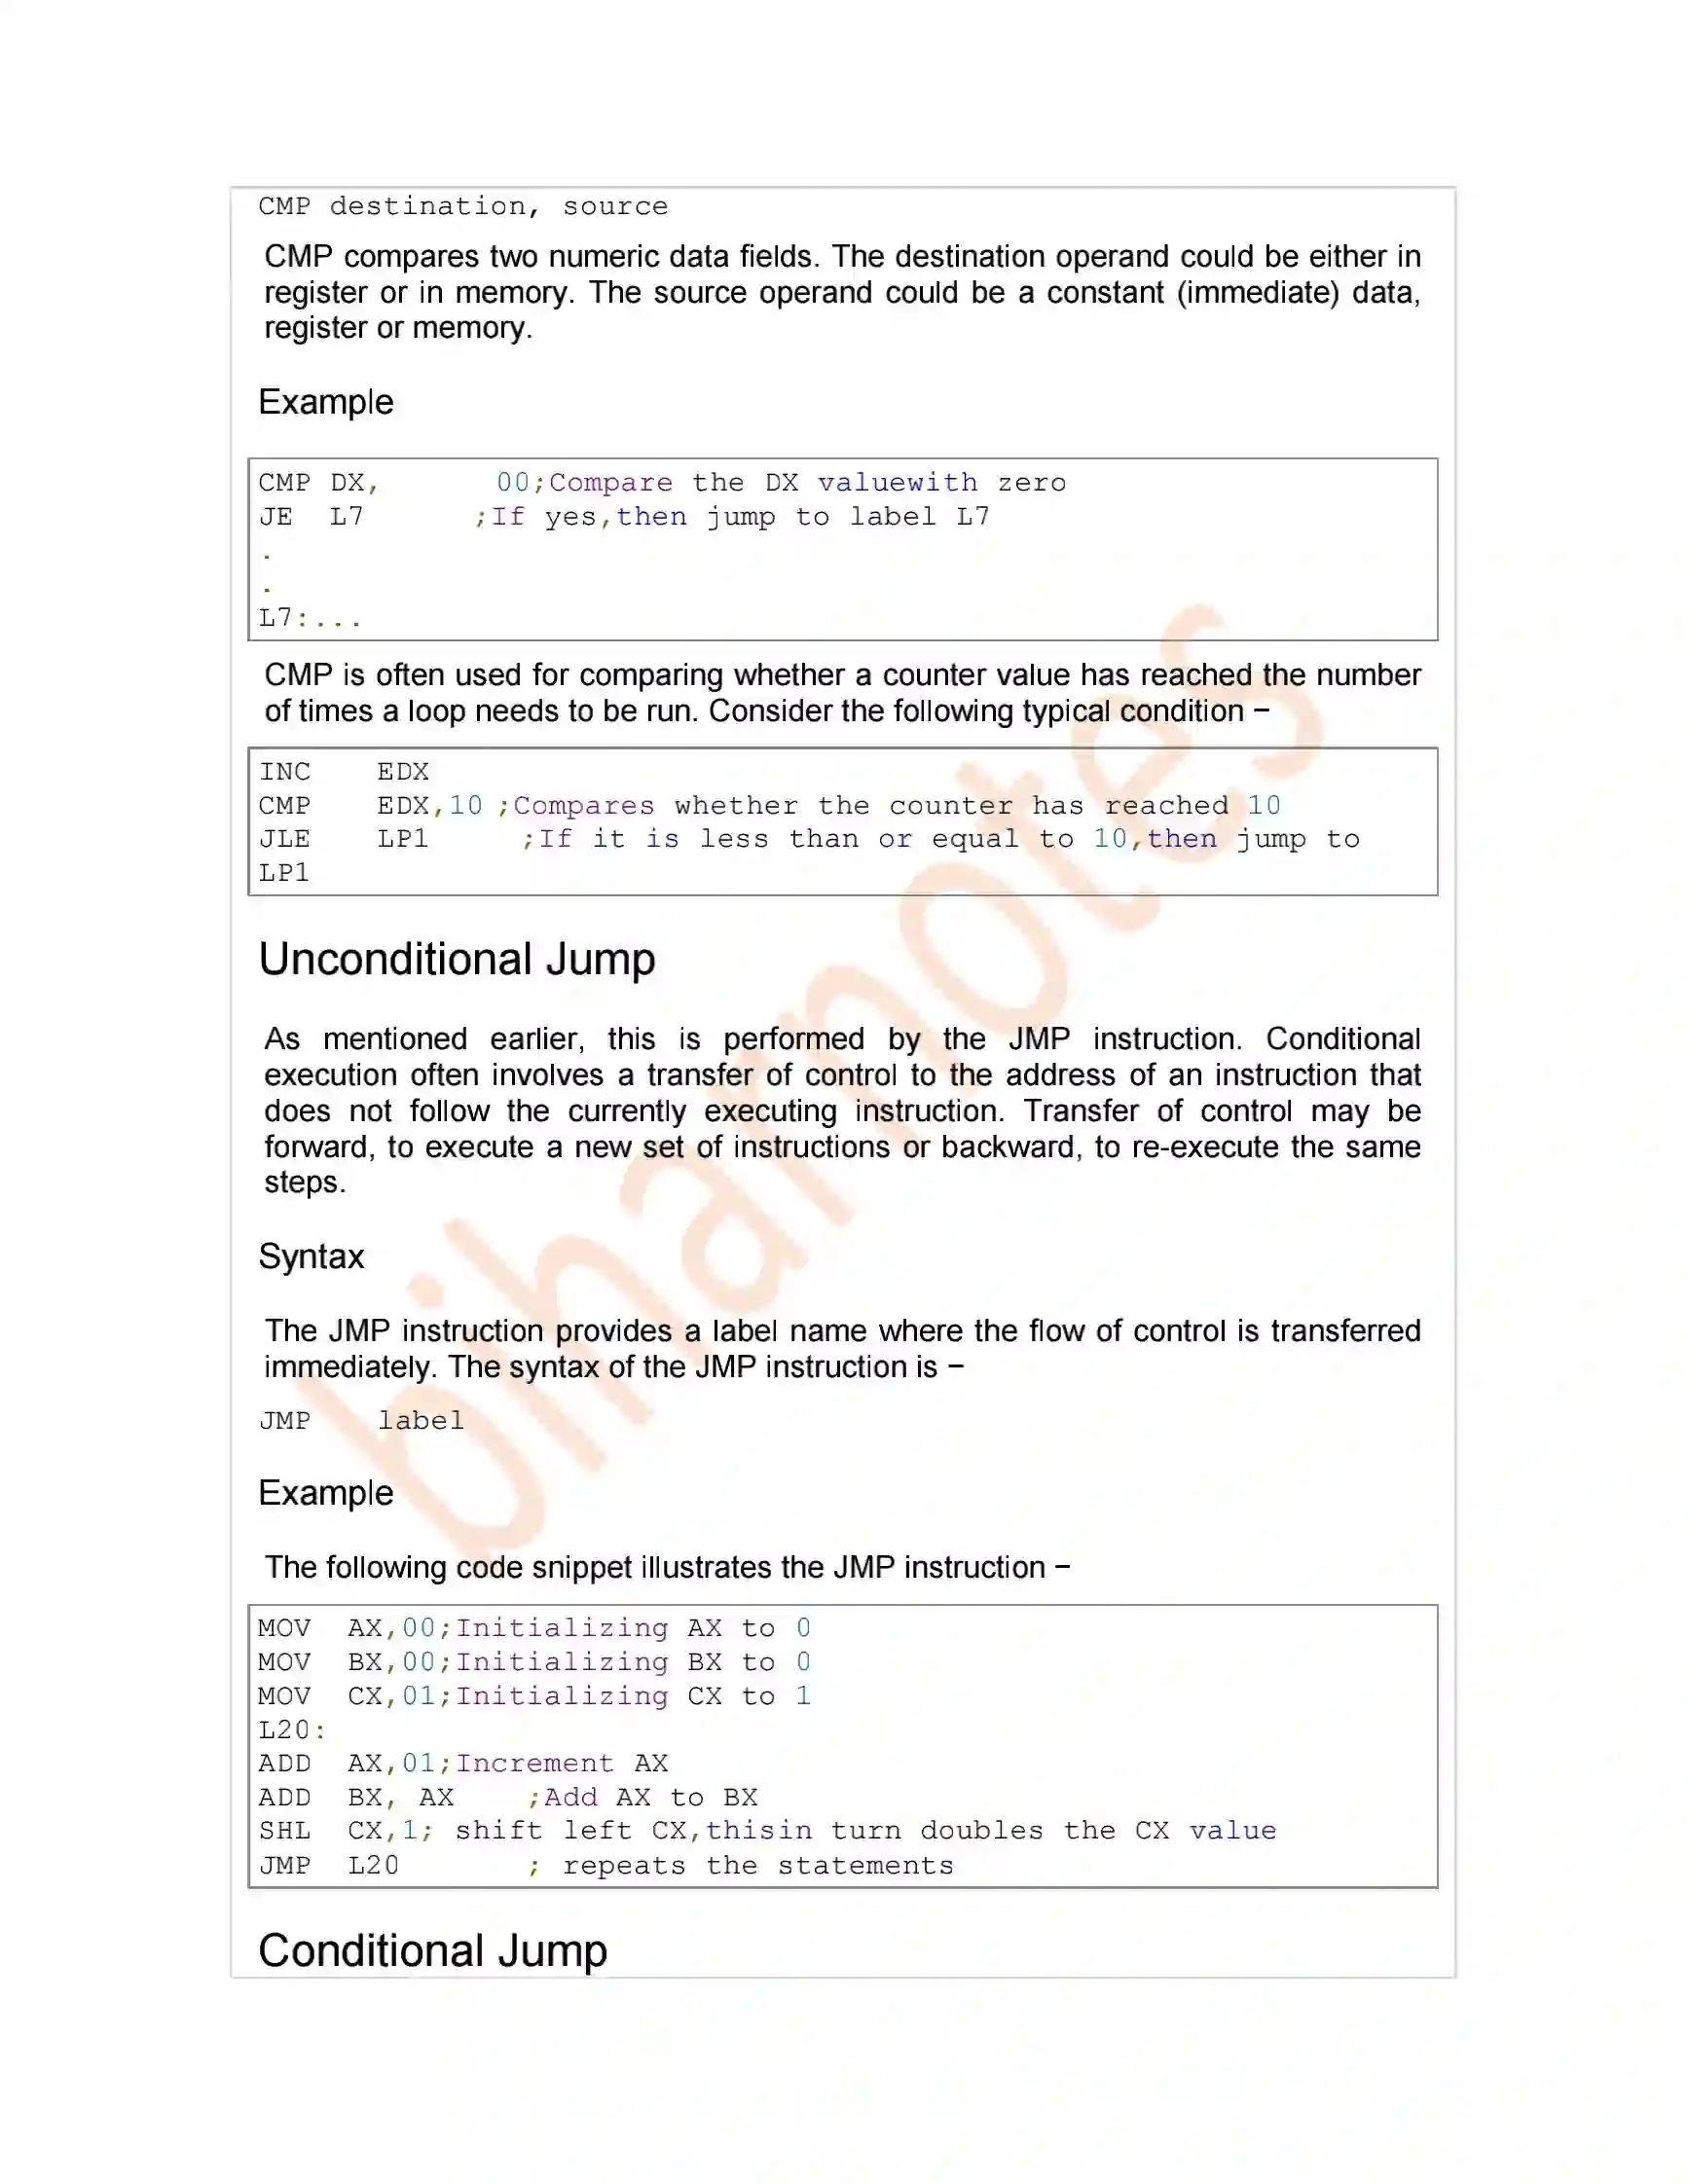 CMP destination, source
CMP compares two numeric data fields. The destination operand could be either in
register or in memory. The source operand could be a constant (immediate) data,
register or memory.
Example
CMP DX,      00;Compare the DX valuewith zero
JE  L7      ;If yes,then jump to label L7
.
.
L7:...
CMP is often used for comparing whether a counter value has reached the number
of times a loop needs to be run. Consider the following typical condition −
INC    EDX
CMP    EDX,10 ;Compares whether the counter has reached 10
JLE    LP1     ;If it is less than or equal to 10,then jump to
LP1
Unconditional Jump
As mentioned earlier, this is performed by the JMP instruction. Conditional
execution often involves a transfer of control to the address of an instruction that
does not follow the currently executing instruction. Transfer of control may be
forward, to execute a new set of instructions or backward, to re-execute the same
steps.
Syntax
The JMP instruction provides a label name where the flow of control is transferred
immediately. The syntax of the JMP instruction is −
JMP    label
Example
The following code snippet illustrates the JMP instruction −
MOV  AX,00;Initializing AX to 0
MOV  BX,00;Initializing BX to 0
MOV  CX,01;Initializing CX to 1
L20:
ADD  AX,01;Increment AX
ADD  BX, AX    ;Add AX to BX
SHL  CX,1; shift left CX,thisin turn doubles the CX value
JMP  L20       ; repeats the statements
Conditional Jump
biharnotes